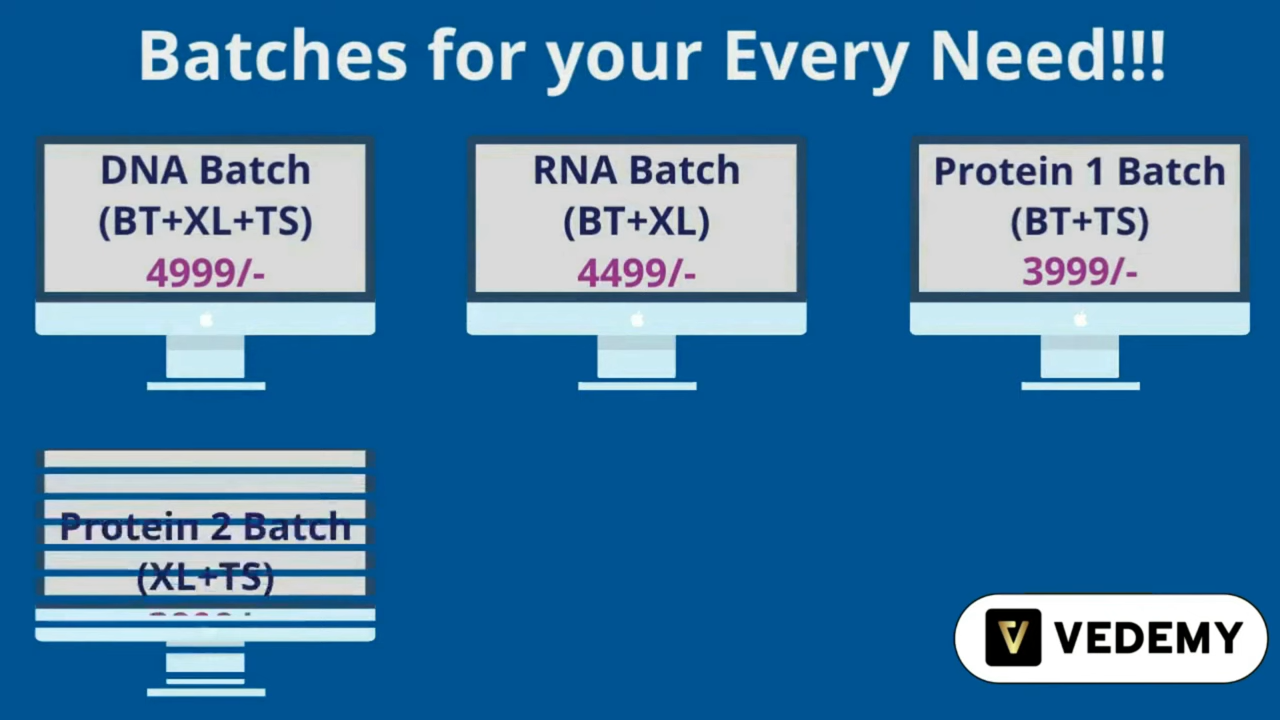 Batches for your Every Need!!!
DNA Batch
(BT+XL+TS)
4999/-
RNA Batch
(BT+XL)
4499/-
Protein 1 Batch
(BT+TS)
3999/-
Protein 2 Batch
(XL+TS)
VEDEMY